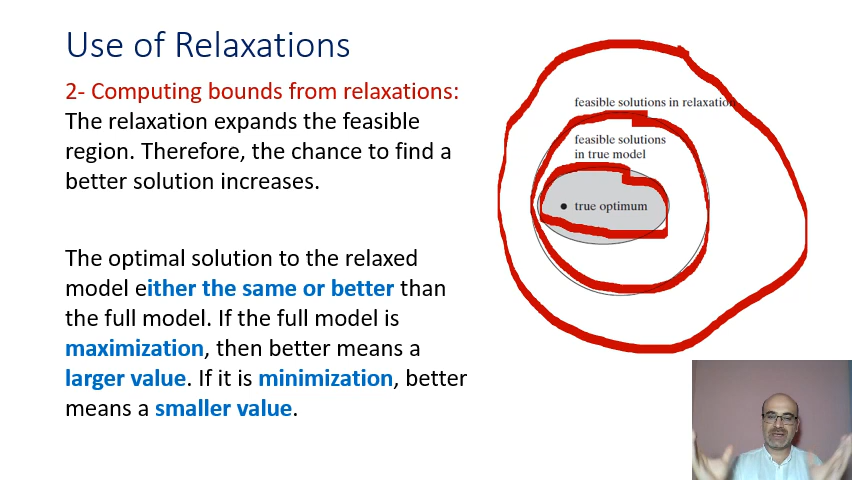 Use of Relaxations
2- Computing bounds from relaxations:
The relaxation expands the feasible
region. Therefore, the chance to find a
better solution increases.
The optimal solution to the relaxed
model either the same or better than
the full model. If the full model is
maximization, then better means a
larger value. If it is minimization, better
means a smaller value.
feasible solutions in relaxation
feasible solutions
in true model
true optimum